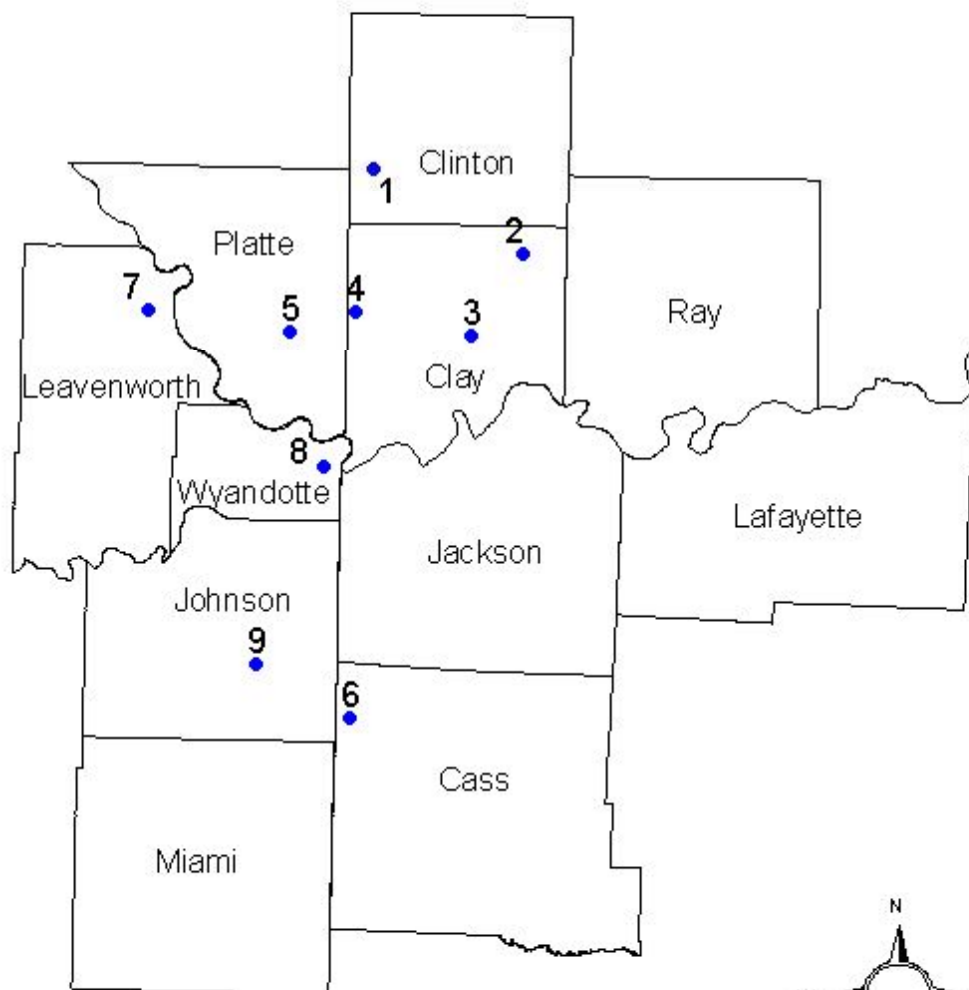 Clinton
1
2
Platte
7
5
4
3
Ray
Leavenworth
Clay
8
Wyandotte
Lafayette
Jackson
Johnson
9
6
Cass
Miami
N